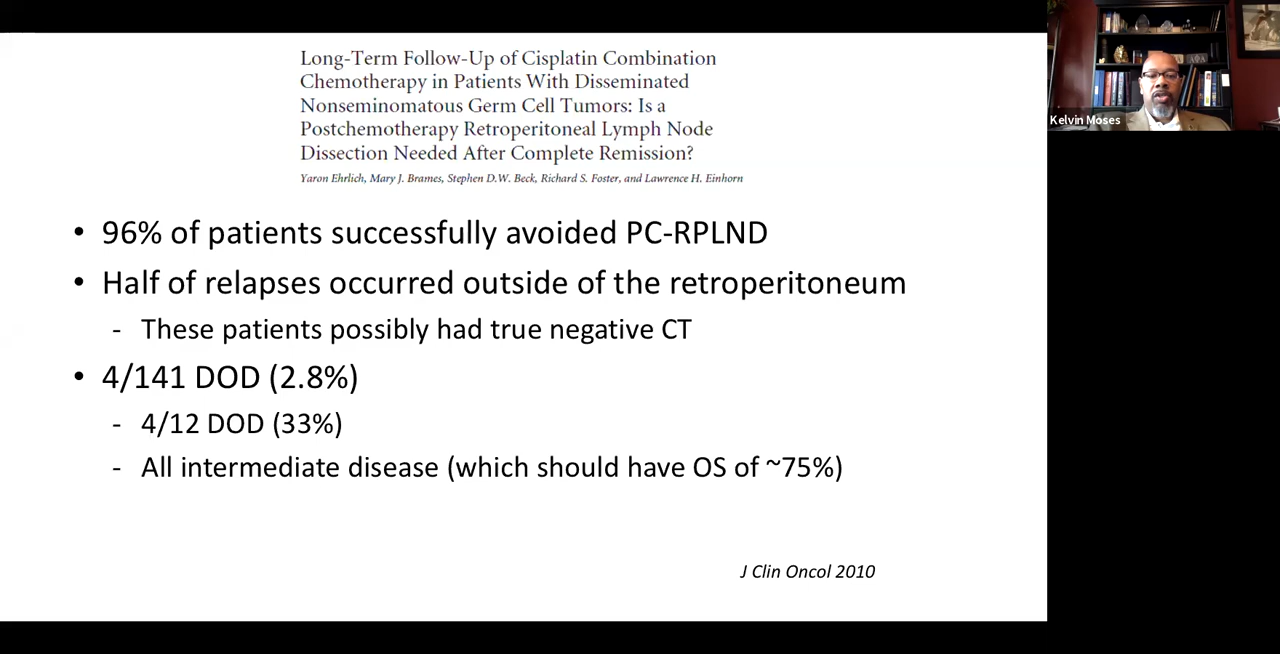 Long-Term Follow-Up of Cisplatin Combination
Chemotherapy in Patients With Disseminated
Nonseminomatous Germ Cell Tumors: Is a
Postchemotherapy Retroperitoneal Lymph Node
Dissection Needed After Complete Remission?
Yaron Ehrlich, Mary J. Brames, Stephen D.W. Beck, Richard S. Foster, and Lawrence H. Einhorn
• 96% of patients successfully avoided PC-RPLND
• Half of relapses occurred outside of the retroperitoneum
- These patients possibly had true negative CT
• 4/141 DOD (2.8%)
- 4/12 DOD (33%)
- All intermediate disease (which should have OS of ~75%)
J Clin Oncol 2010
Kelvin Moses